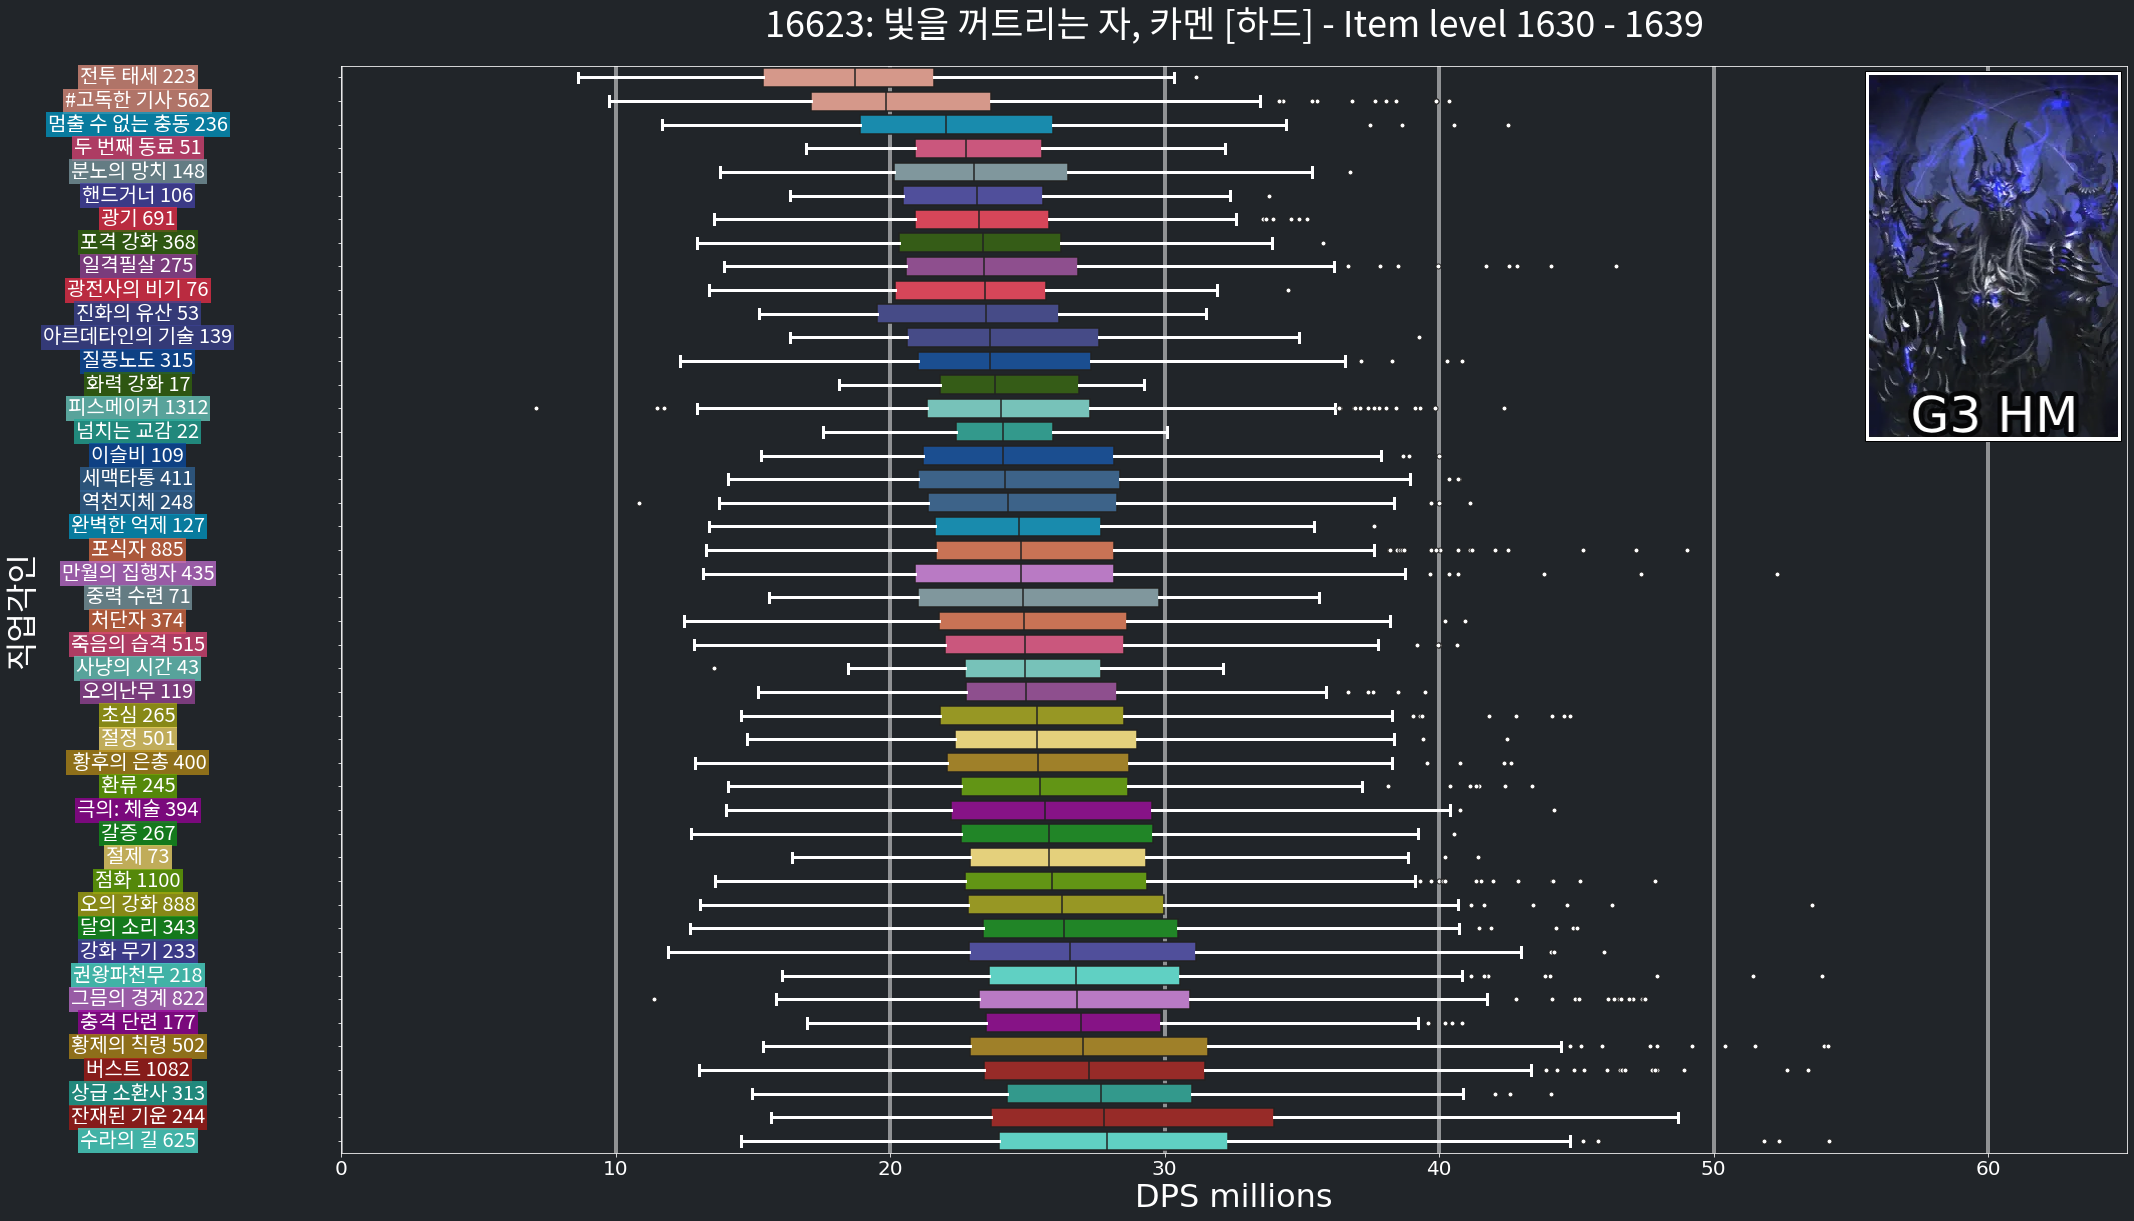 16623: 빛을 꺼트리는 자, 카멘 [하드] - Item level 1630 - 1639
전투 태세 223
#고독한 기사 562
멈출 수 없는 충동 236
두 번째 동료 51
분노의 망치 148
핸드거너 106
광기 691
포격 강화 368
일격필살 275
광전사의 비기 76
진화의 유산 53
아르데타인의 기술 139
질풍노도 315
화력 강화 17
피스메이커 1312
넘치는 교감 22
이슬비 109
세맥타통 411
역천지체 248
완벽한 억제 127
포식자 885
만월의 집행자 435
중력 수련 71
처단자 374
죽음의 습격 515
사냥의 시간 43
오의난무 119
초심 265
절정 501
황후의 은총 400
환류 245
극의: 체술 394
갈증 267
절제 73
점화 1100
오의 강화 888
달의 소리 343
강화 무기 233
권왕파천무 218
그믐의 경계 822
충격 단련 177
황제의 칙령 502
버스트 1082
상급 소환사 313
잔재된 기운 244
수라의 길 625
직업각인
G3 HM
0 10 20 30 40 50 60
DPS millions